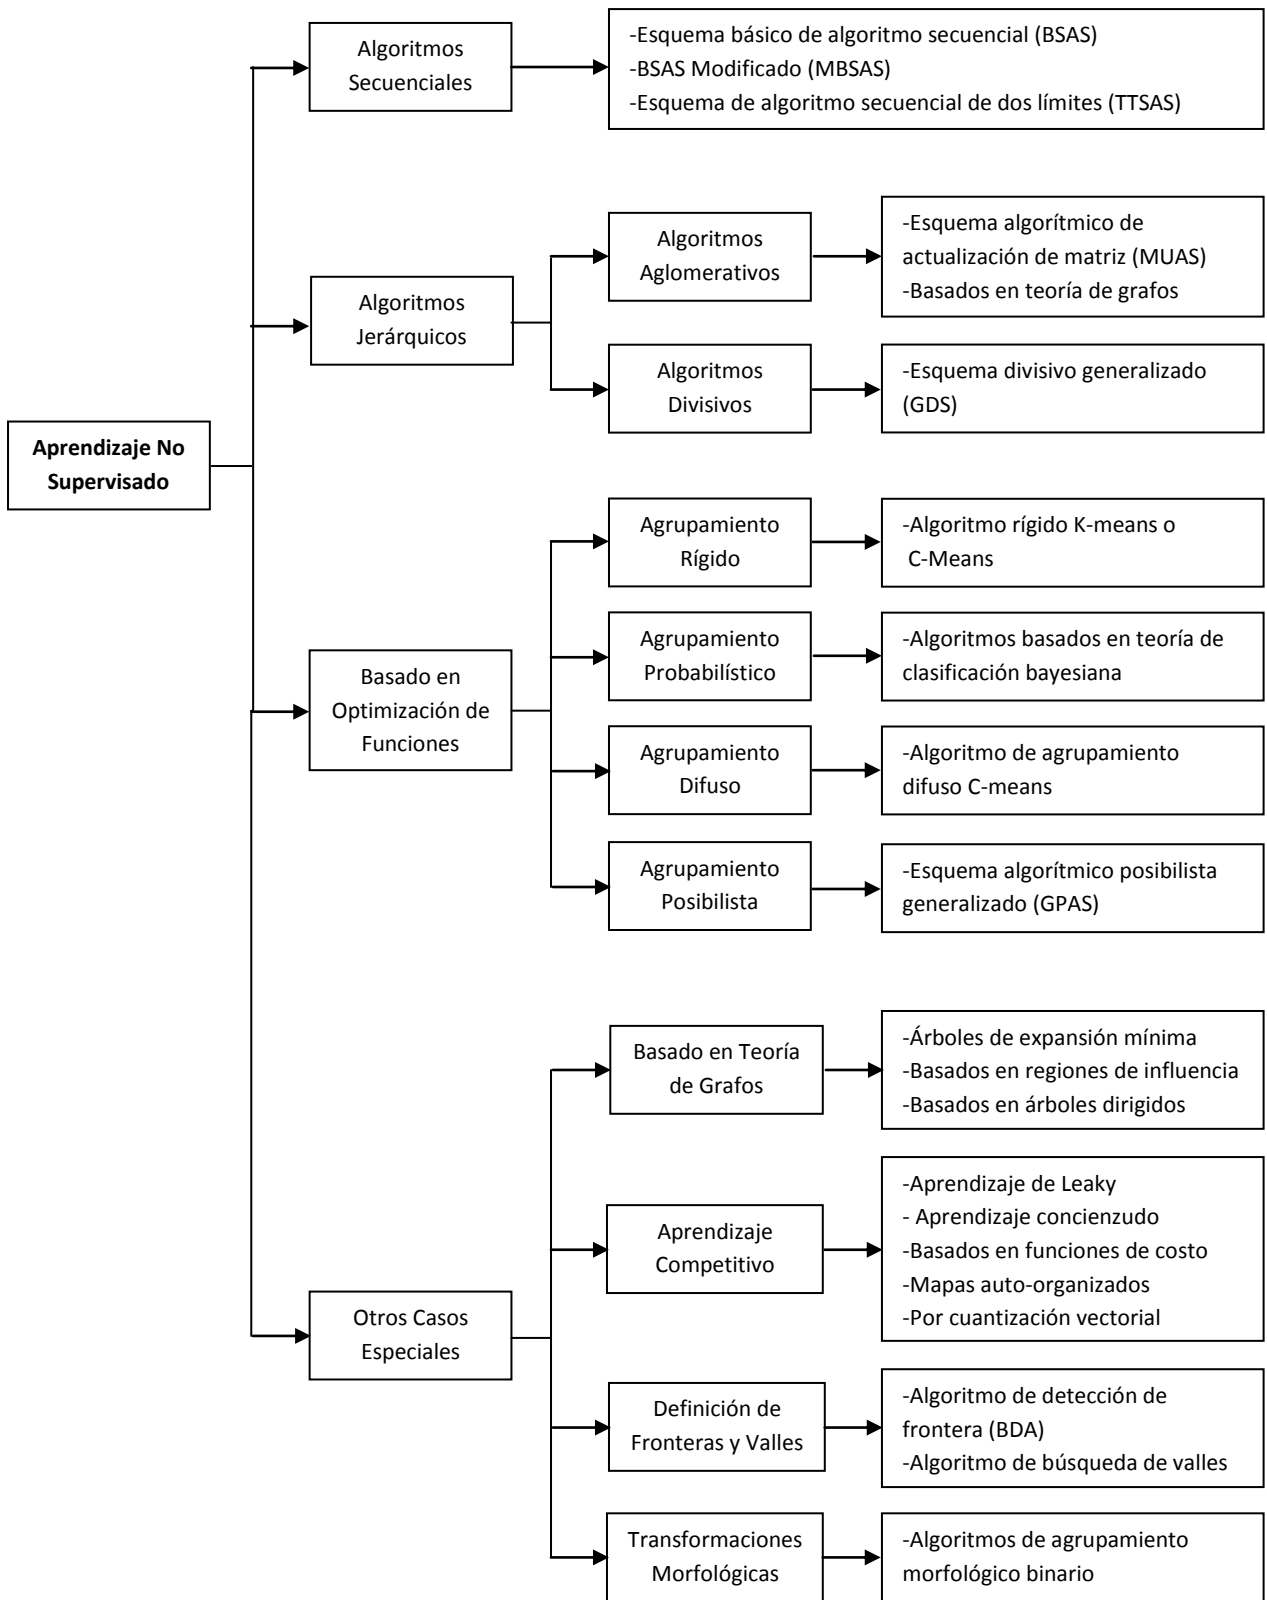 Algoritmos
Secuenciales
-Esquema básico de algoritmo secuencial (BSAS)
-BSAS Modificado (MBSAS)
-Esquema de algoritmo secuencial de dos límites (TTSAS)
Algoritmos
Jerárquicos
Algoritmos
Aglomerativos
-Esquema algorítmico de
actualización de matriz (MUAS)
-Basados en teoría de grafos
Algoritmos
Divisivos
-Esquema divisivo generalizado
(GDS)
Aprendizaje No
Supervisado
Basado en
Optimización de
Funciones
Agrupamiento
Rígido
-Algoritmo rígido K-means o
C-Means
Agrupamiento
Probabilístico
-Algoritmos basados en teoría de
clasificación bayesiana
Agrupamiento
Difuso
-Algoritmo de agrupamiento
difuso C-means
Agrupamiento
Posibilista
-Esquema algorítmico posibilista
generalizado (GPAS)
Otros Casos
Especiales
Basado en Teoría
de Grafos
-Árboles de expansión mínima
-Basados en regiones de influencia
-Basados en árboles dirigidos
Aprendizaje
Competitivo
-Aprendizaje de Leaky
- Aprendizaje concienzudo
-Basados en funciones de costo
-Mapas auto-organizados
-Por cuantización vectorial
Definición de
Fronteras y Valles
-Algoritmo de detección de
frontera (BDA)
-Algoritmo de búsqueda de valles
Transformaciones
Morfológicas
-Algoritmos de agrupamiento
morfológico binario